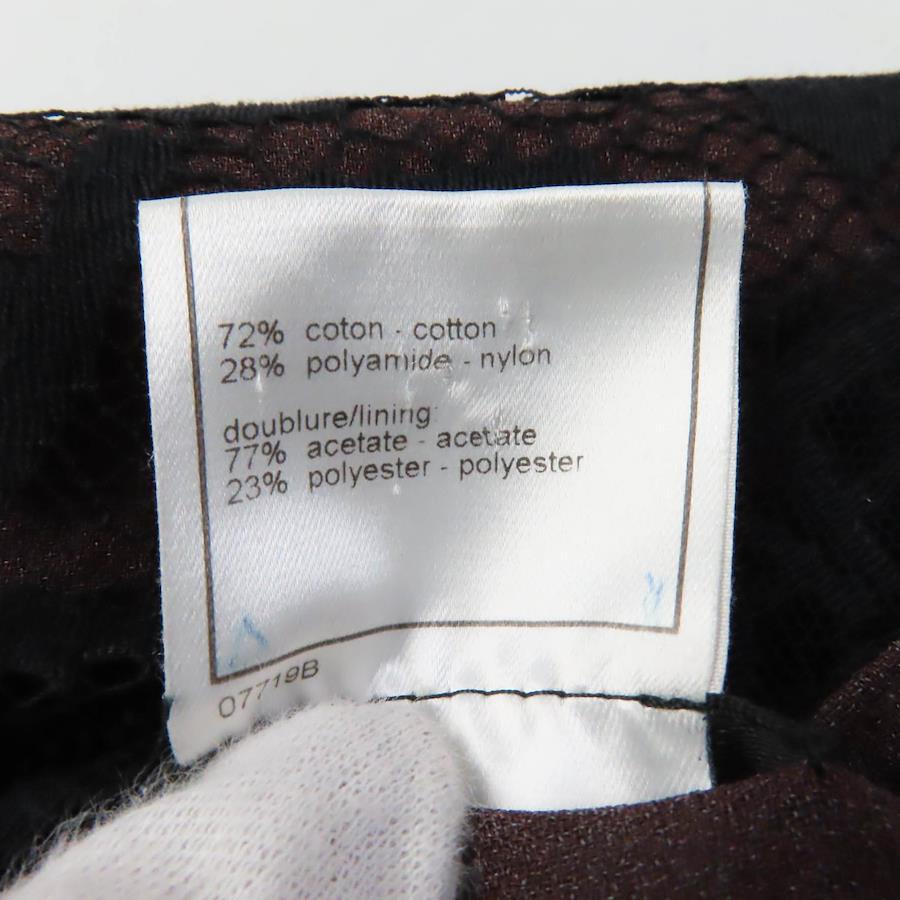 72% coton - cotton
28% polyamide - nylon
doublure/lining:
77% acetate - acetate
23% polyester - polyester
07719B